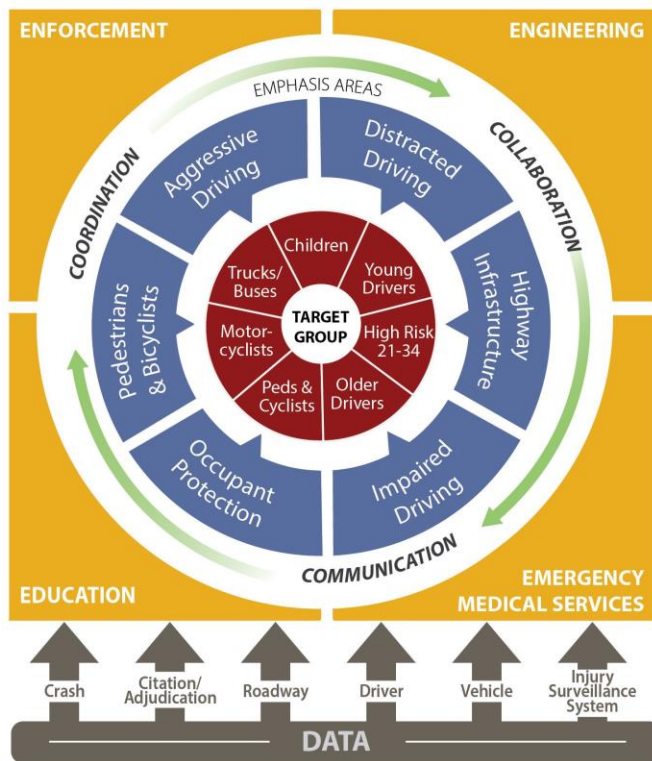 ENFORCEMENT
ENGINEERING
EMPHASIS AREAS
COORDINATION
COLLABORATION
COMMUNICATION
Aggressive
Driving
Distracted
Driving
Highway
Infrastructure
Impaired
Driving
Occupant
Protection
Pedestrians
& Bicyclists
Children
Young
Drivers
High Risk
21-34
Older
Drivers
Peds &
Cyclists
Motor-
cyclists
Trucks/
Buses
TARGET
GROUP
EDUCATION
EMERGENCY
MEDICAL SERVICES
Crash
Citation/
Adjudication
Roadway
Driver
Vehicle
Injury
Surveillance
System
DATA